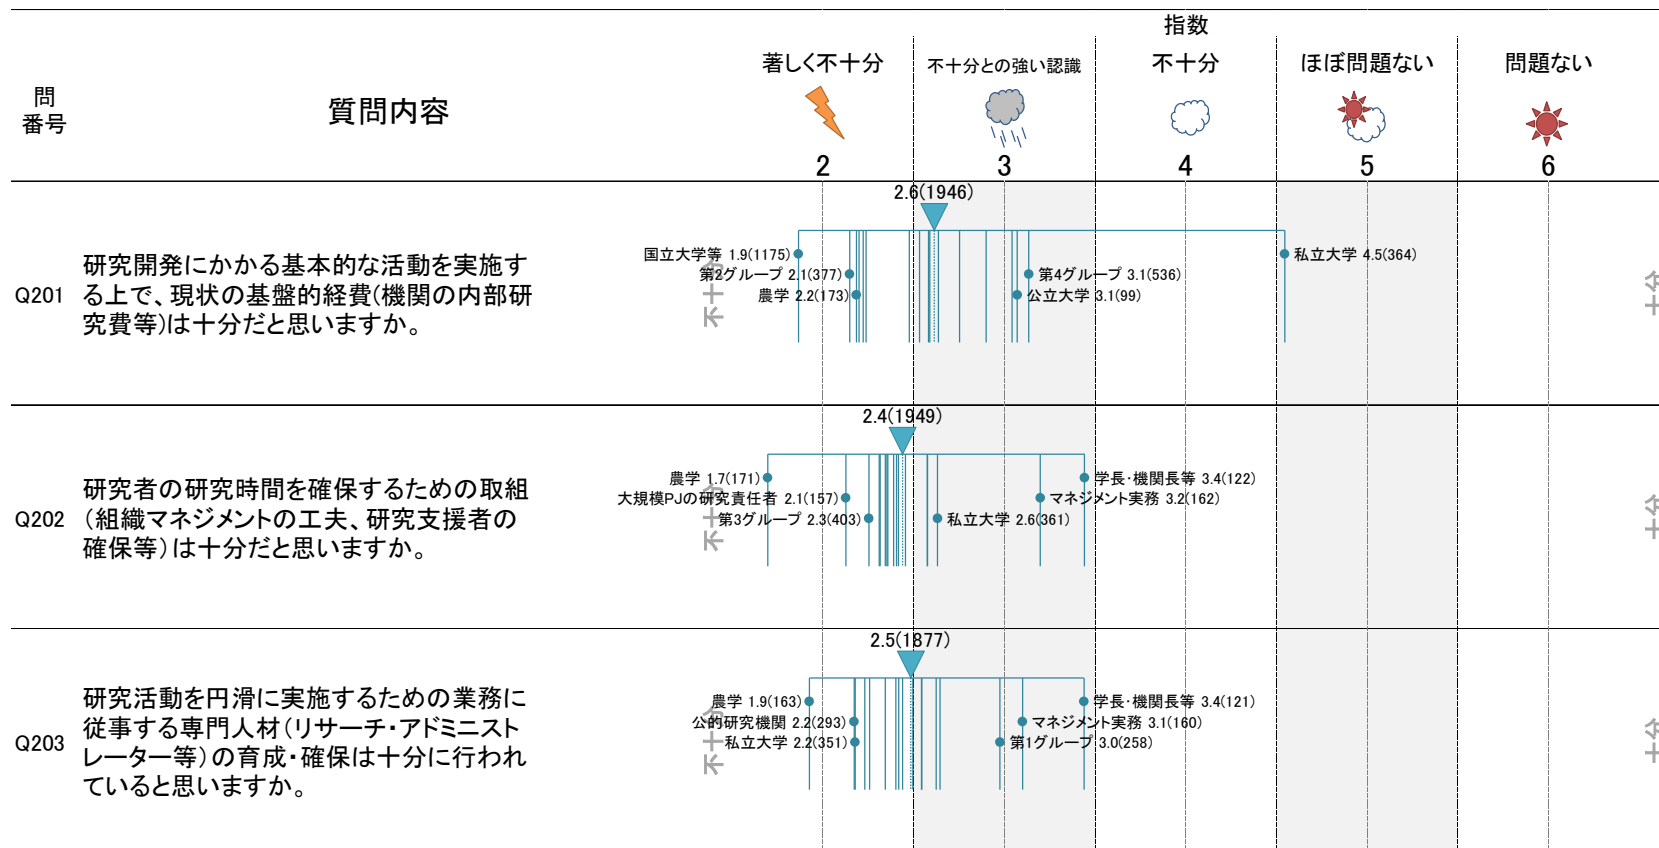 指数
著しく不十分
不十分との強い認識
不十分
ほぼ問題ない
問題ない
問
番号
質問内容
2
3
4
5
6
Q201
研究開発にかかる基本的な活動を実施す
る上で、現状の基盤的経費(機関の内部研
究費等)は十分だと思いますか。
不十分
2.6(1946)
国立大学等 1.9(1175)
第2グループ 2.1(377)
農学 2.2(173)
私立大学 4.5(364)
第4グループ 3.1(536)
公立大学 3.1(99)
十分
Q202
研究者の研究時間を確保するための取組
(組織マネジメントの工夫、研究支援者の
確保等)は十分だと思いますか。
不十分
2.4(1949)
農学 1.7(171)
大規模PJの研究責任者 2.1(157)
第3グループ 2.3(403)
学長・機関長等 3.4(122)
マネジメント実務 3.2(162)
私立大学 2.6(361)
十分
Q203
研究活動を円滑に実施するための業務に
従事する専門人材(リサーチ・アドミニスト
レーター等)の育成・確保は十分に行われ
ていると思いますか。
不十分
2.5(1877)
農学 1.9(163)
公的研究機関 2.2(293)
私立大学 2.2(351)
学長・機関長等 3.4(121)
マネジメント実務 3.1(160)
第1グループ 3.0(258)
十分